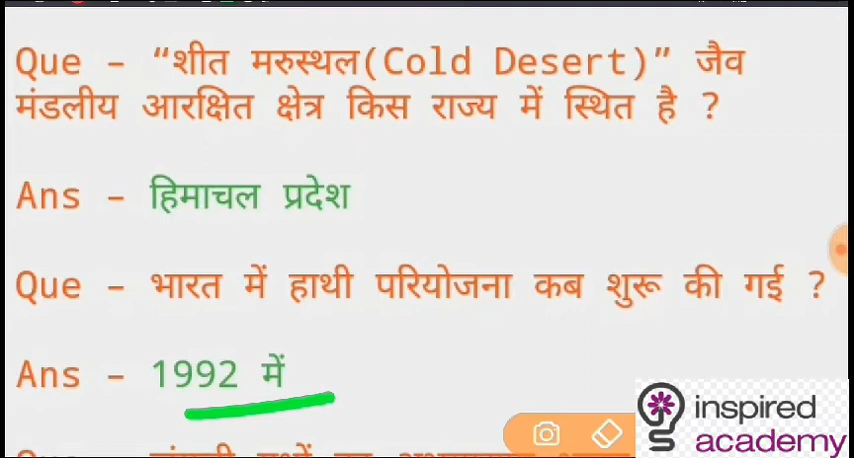 Que - “शीत मरुस्थल(Cold Desert)” जैव
मंडलीय आरक्षित क्षेत्र किस राज्य में स्थित है ?
Ans - हिमाचल प्रदेश
Que - भारत में हाथी परियोजना कब शुरू की गई ?
Ans - 1992 में
inspired
academy